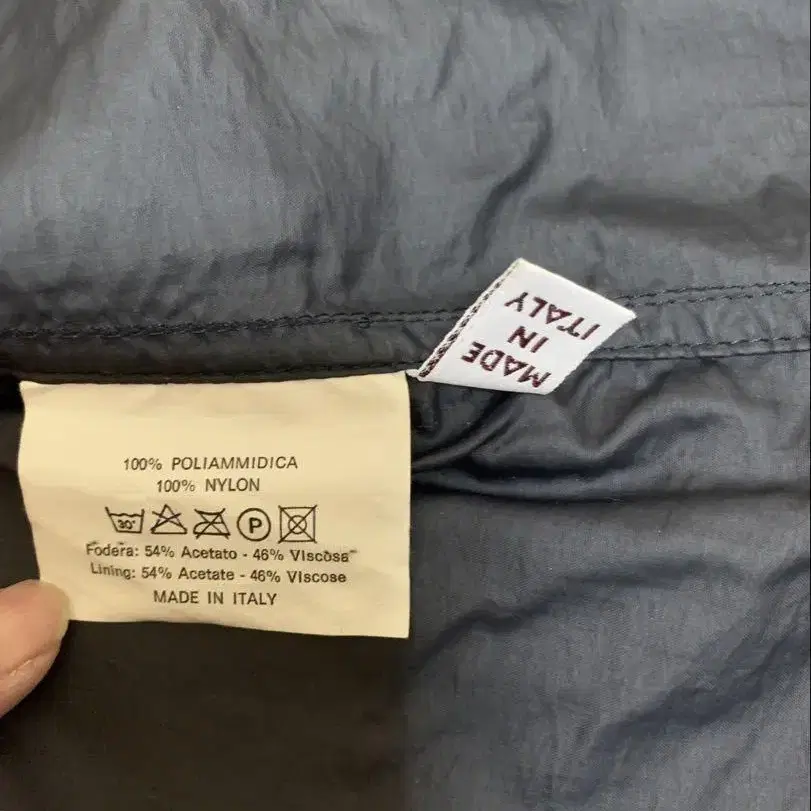 MADE
IN
ITALY
100% POLIAMMIDICA
100% NYLON
30° P
Fodera: 54% Acetato - 46% Viscosa
Lining: 54% Acetate - 46% Viscose
MADE IN ITALY